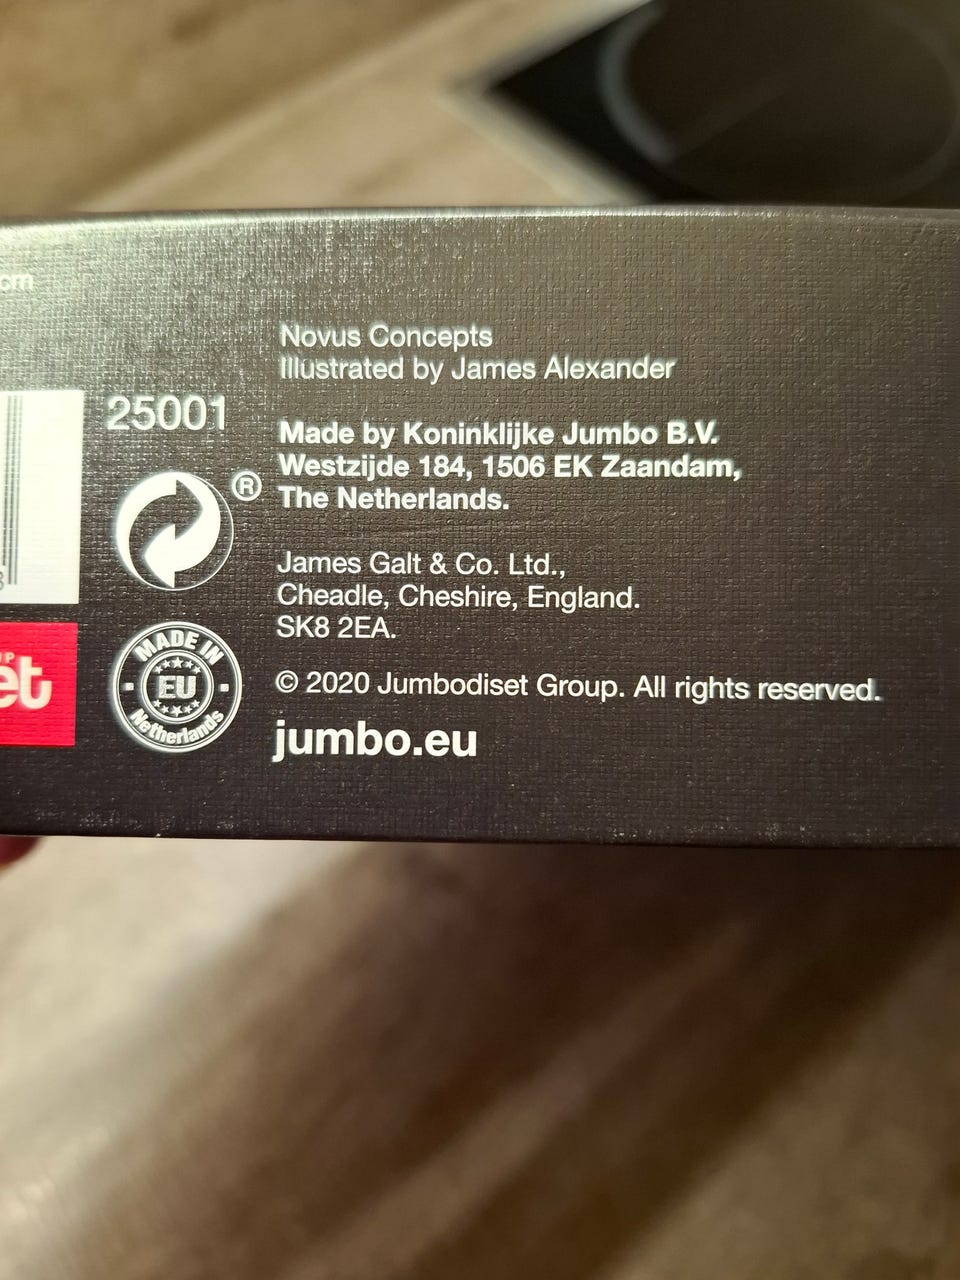 cm
Novus Concepts
Illustrated by James Alexander
25001
Made by Koninklijke Jumbo B.V.
Westzijde 184, 1506 EK Zaandam,
The Netherlands.
®
James Galt & Co. Ltd.,
Cheadle, Cheshire, England.
SK8 2EA.
MADE IN
EU
Netherlands
et
© 2020 Jumbodiset Group. All rights reserved.
jumbo.eu